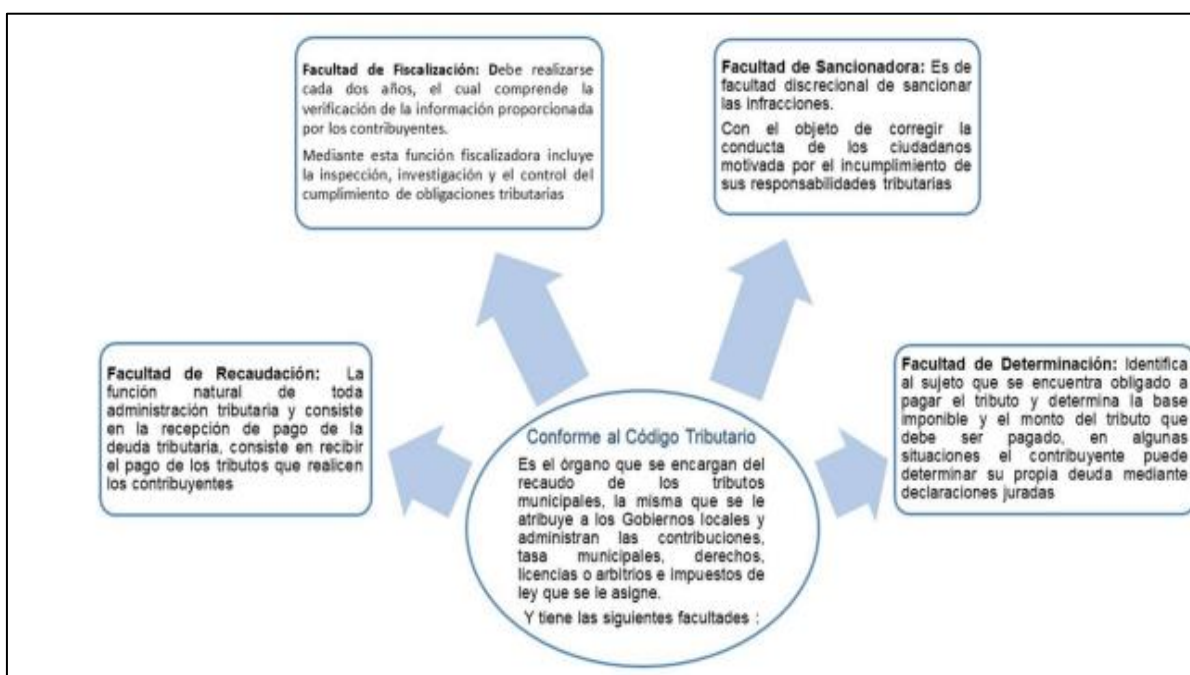 Facultad de Fiscalización: Debe realizarse
cada dos años, el cual comprende la
verificación de la información proporcionada
por los contribuyentes.
Mediante esta función fiscalizadora incluye
la inspección, investigación y el control del
cumplimiento de obligaciones tributarias
Facultad de Sancionadora: Es de
facultad discrecional de sancionar
las infracciones.
Con el objeto de corregir la
conducta de los ciudadanos
motivada por el incumplimiento de
sus responsabilidades tributarias
Facultad de Recaudación: La
función natural de toda
administración tributaria y consiste
en la recepción de pago de la
deuda tributaria, consiste en recibir
el pago de los tributos que realicen
los contribuyentes
Facultad de Determinación: Identifica
al sujeto que se encuentra obligado a
pagar el tributo y determina la base
imponible y el monto del tributo que
debe ser pagado, en algunas
situaciones el contribuyente puede
determinar su propia deuda mediante
declaraciones juradas
Conforme al Código Tributario
Es el órgano que se encargan del
recaudo de los tributos
municipales, la misma que se le
atribuye a los Gobiernos locales y
administran las contribuciones,
tasa municipales, derechos,
licencias o arbitrios e impuestos de
ley que se le asigne.
Y tiene las siguientes facultades :